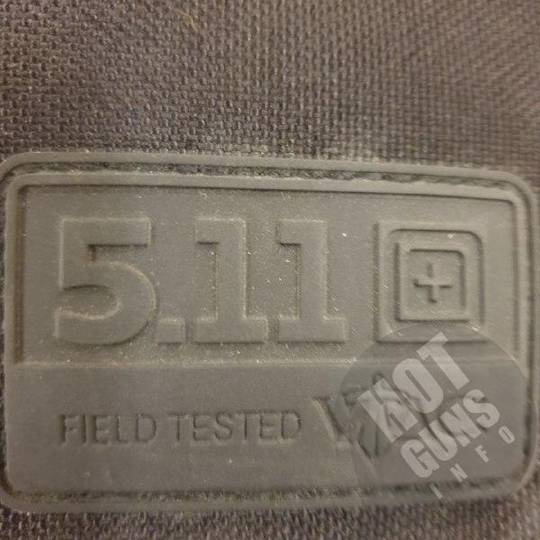 5.11
FIELD TESTED
HOT
GUNS
INFO